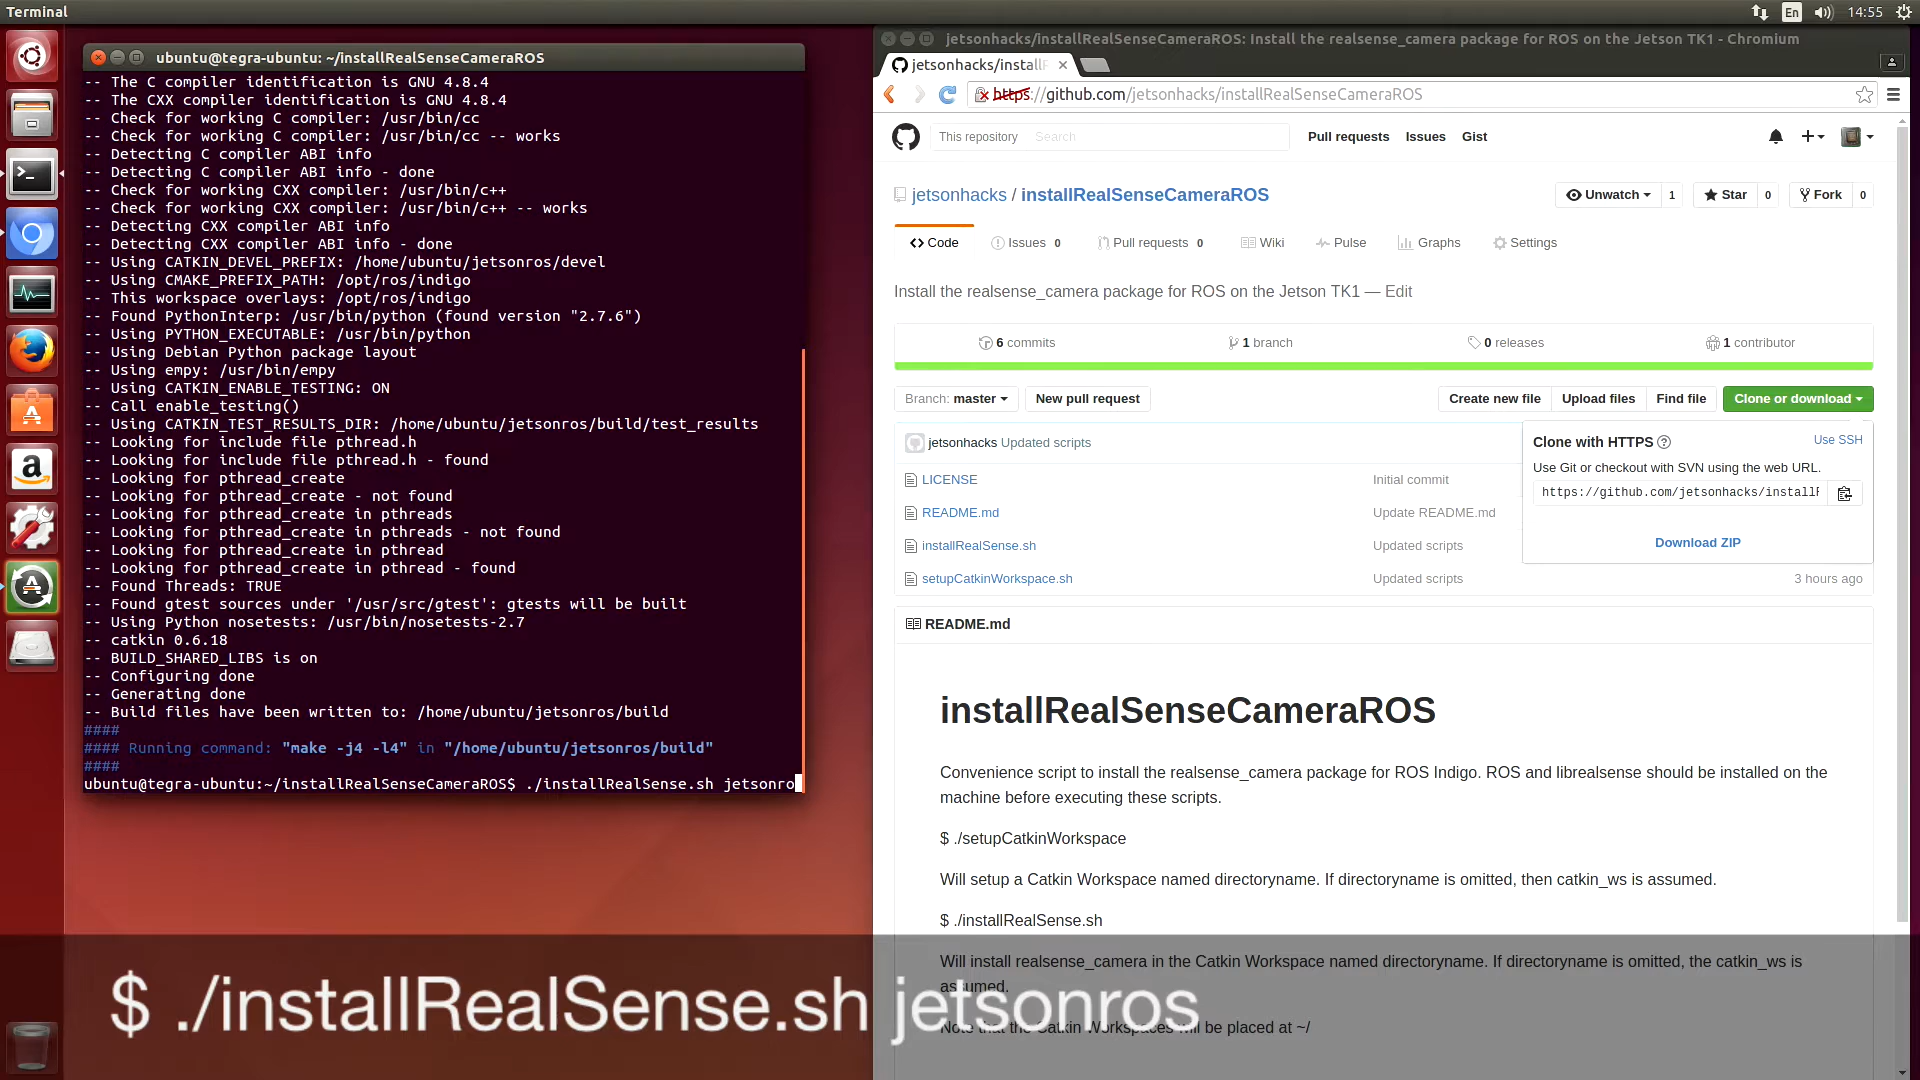 Terminal
En
14:55
ubuntu@tegra-ubuntu: ~/installRealSenseCameraROS
-- The C compiler identification is GNU 4.8.4
-- The CXX compiler identification is GNU 4.8.4
-- Check for working C compiler: /usr/bin/cc
-- Check for working C compiler: /usr/bin/cc -- works
-- Detecting C compiler ABI info
-- Detecting C compiler ABI info - done
-- Check for working CXX compiler: /usr/bin/c++
-- Check for working CXX compiler: /usr/bin/c++ -- works
-- Detecting CXX compiler ABI info
-- Detecting CXX compiler ABI info - done
-- Using CATKIN_DEVEL_PREFIX: /home/ubuntu/jetsonros/devel
-- Using CMAKE_PREFIX_PATH: /opt/ros/indigo
-- This workspace overlays: /opt/ros/indigo
-- Found PythonInterp: /usr/bin/python (found version "2.7.6")
-- Using PYTHON_EXECUTABLE: /usr/bin/python
-- Using Debian Python package layout
-- Using empy: /usr/bin/empy
-- Using CATKIN_ENABLE_TESTING: ON
-- Call enable_testing()
-- Using CATKIN_TEST_RESULTS_DIR: /home/ubuntu/jetsonros/build/test_results
-- Looking for include file pthread.h
-- Looking for include file pthread.h - found
-- Looking for pthread_create
-- Looking for pthread_create - not found
-- Looking for pthread_create in pthreads
-- Looking for pthread_create in pthreads - not found
-- Looking for pthread_create in pthread
-- Looking for pthread_create in pthread - found
-- Found Threads: TRUE
-- Found gtest sources under '/usr/src/gtest': gtests will be built
-- Using Python nosetests: /usr/bin/nosetests-2.7
-- catkin 0.6.18
-- BUILD_SHARED_LIBS is on
-- Configuring done
-- Generating done
-- Build files have been written to: /home/ubuntu/jetsonros/build
####
#### Running command: "make -j4 -l4" in "/home/ubuntu/jetsonros/build"
####
ubuntu@tegra-ubuntu:~/installRealSenseCameraROS$ ./installRealSense.sh jetsonro
jetsonhacks/installRealSenseCameraROS: Install the realsense_camera package for ROS on the Jetson TK1 - Chromium
jetsonhacks/install
https://github.com/jetsonhacks/installRealSenseCameraROS
This repository Search Pull requests Issues Gist
jetsonhacks / installRealSenseCameraROS Unwatch 1 Star 0 Fork 0
Code Issues 0 Pull requests 0 Wiki Pulse Graphs Settings
Install the realsense_camera package for ROS on the Jetson TK1 — Edit
6 commits 1 branch 0 releases 1 contributor
Branch: master New pull request Create new file Upload files Find file Clone or download
jetsonhacks Updated scripts
LICENSE Initial commit
README.md Update README.md
installRealSense.sh Updated scripts
setupCatkinWorkspace.sh Updated scripts 3 hours ago
Clone with HTTPS Use SSH
Use Git or checkout with SVN using the web URL.
https://github.com/jetsonhacks/install
Download ZIP
README.md
installRealSenseCameraROS
Convenience script to install the realsense_camera package for ROS Indigo. ROS and librealsense should be installed on the
machine before executing these scripts.
$ ./setupCatkinWorkspace
Will setup a Catkin Workspace named directoryname. If directoryname is omitted, then catkin_ws is assumed.
$ ./installRealSense.sh
Will install realsense_camera in the Catkin Workspace named directoryname. If directoryname is omitted, the catkin_ws is
assumed.
Note that the Catkin Workspaces will be placed at ~/
$ ./installRealSense.sh jetsonros